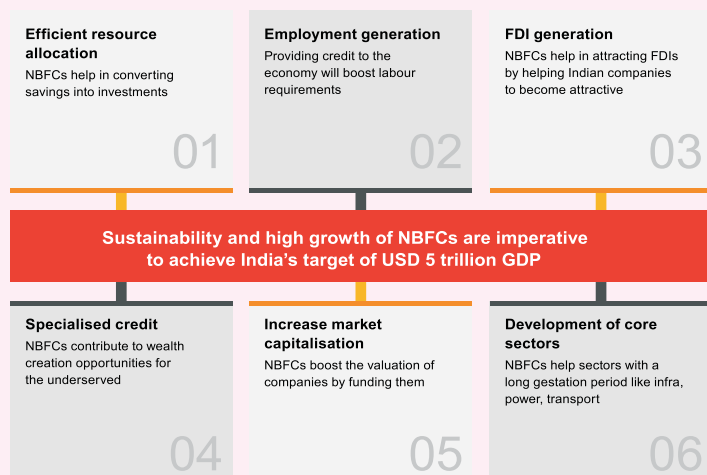 Efficient resource
allocation
NBFCs help in converting
savings into investments
01
Employment generation
Providing credit to the
economy will boost labour
requirements
02
FDI generation
NBFCs help in attracting FDIs
by helping Indian companies
to become attractive
03
Sustainability and high growth of NBFCs are imperative
to achieve India’s target of USD 5 trillion GDP
Specialised credit
NBFCs contribute to wealth
creation opportunities for
the underserved
04
Increase market
capitalisation
NBFCs boost the valuation of
companies by funding them
05
Development of core
sectors
NBFCs help sectors with a
long gestation period like infra,
power, transport
06